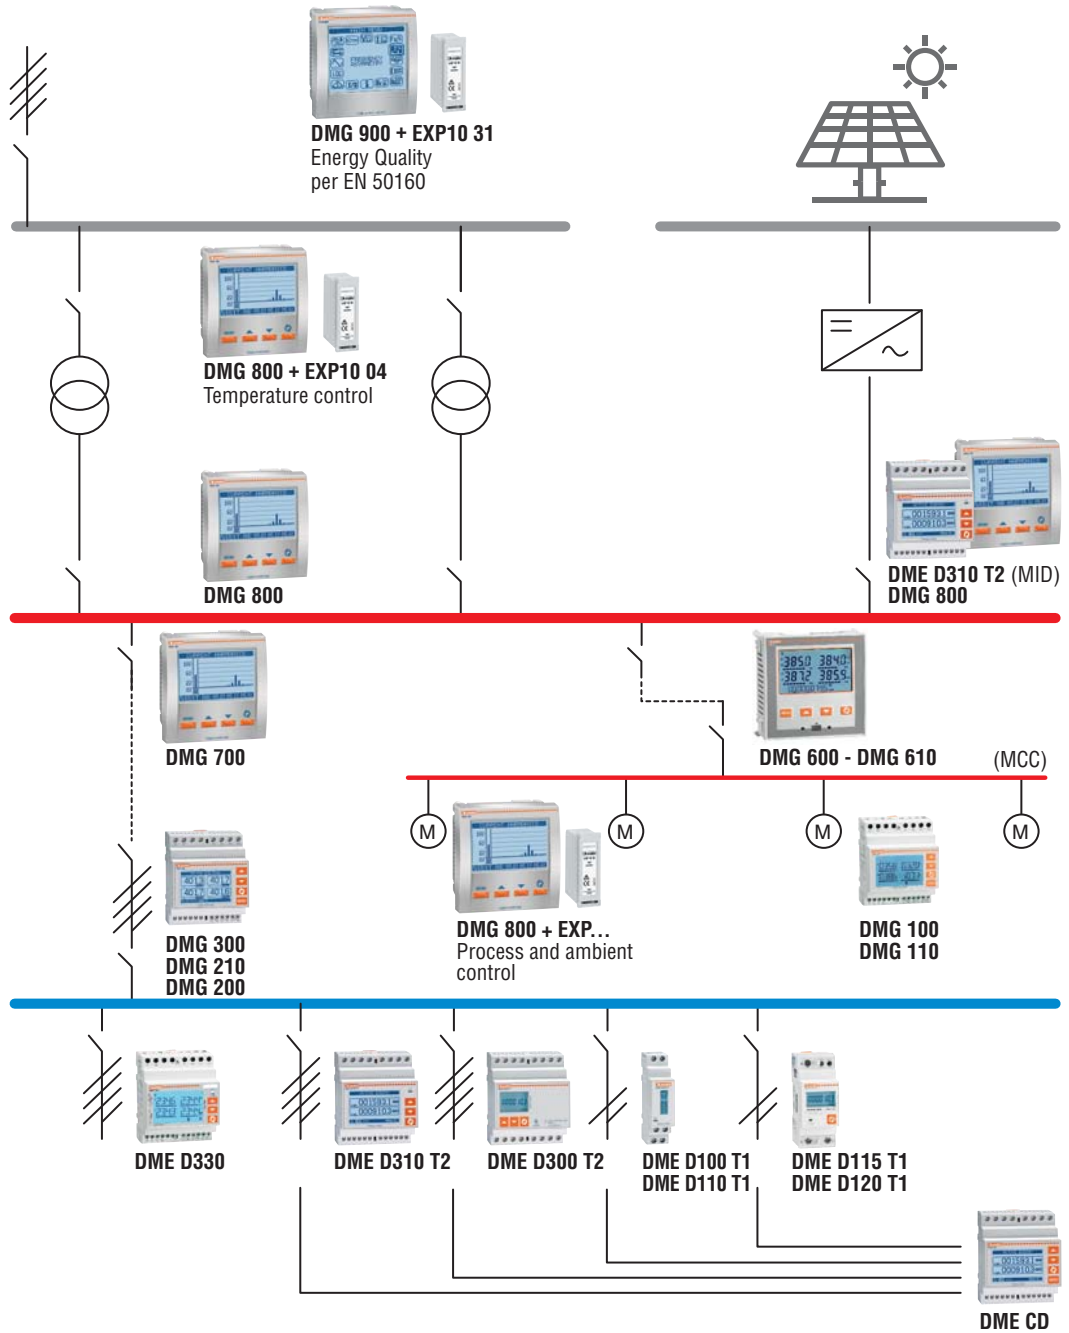 DMG 900 + EXP10 31
Energy Quality
per EN 50160
DMG 800 + EXP10 04
Temperature control
DMG 800
DME D310 T2 (MID)
DMG 800
DMG 700
DMG 600 - DMG 610
(MCC)
M
M
M
M
DMG 300
DMG 210
DMG 200
DMG 800 + EXP...
Process and ambient
control
DMG 100
DMG 110
DME D330
DME D310 T2
DME D300 T2
DME D100 T1
DME D110 T1
DME D115 T1
DME D120 T1
DME CD